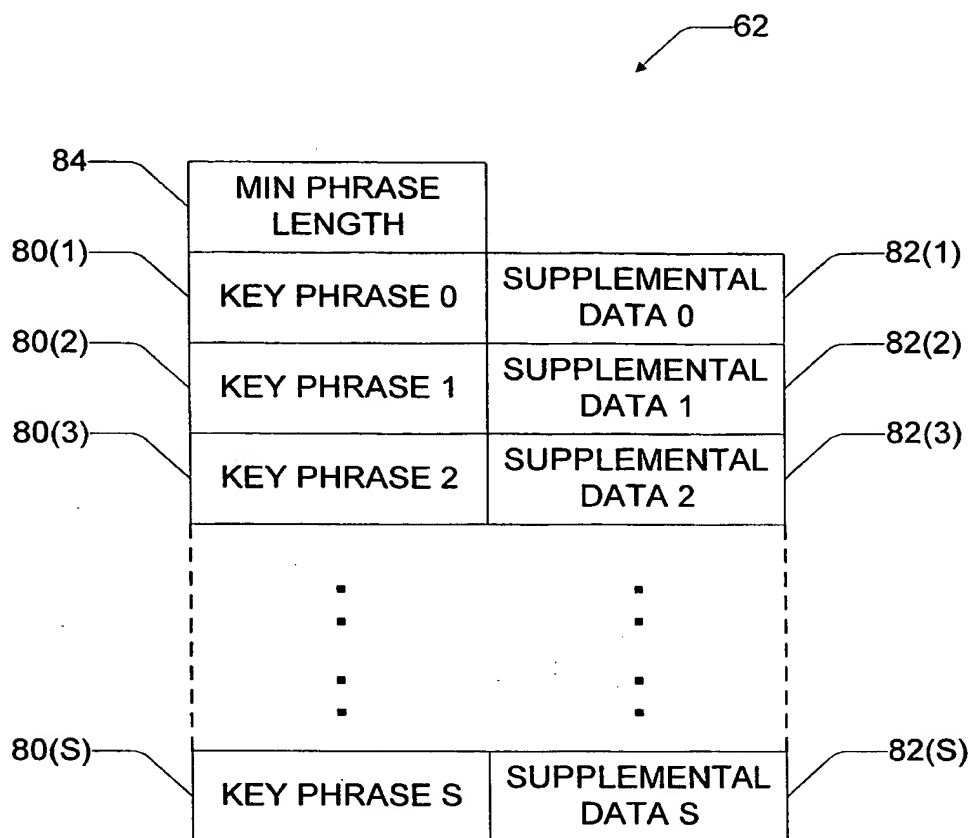 62
84
MIN PHRASE
LENGTH
80(1)
KEY PHRASE 0
SUPPLEMENTAL
DATA 0
82(1)
80(2)
KEY PHRASE 1
SUPPLEMENTAL
DATA 1
82(2)
80(3)
KEY PHRASE 2
SUPPLEMENTAL
DATA 2
82(3)
80(S)
KEY PHRASE S
SUPPLEMENTAL
DATA S
82(S)